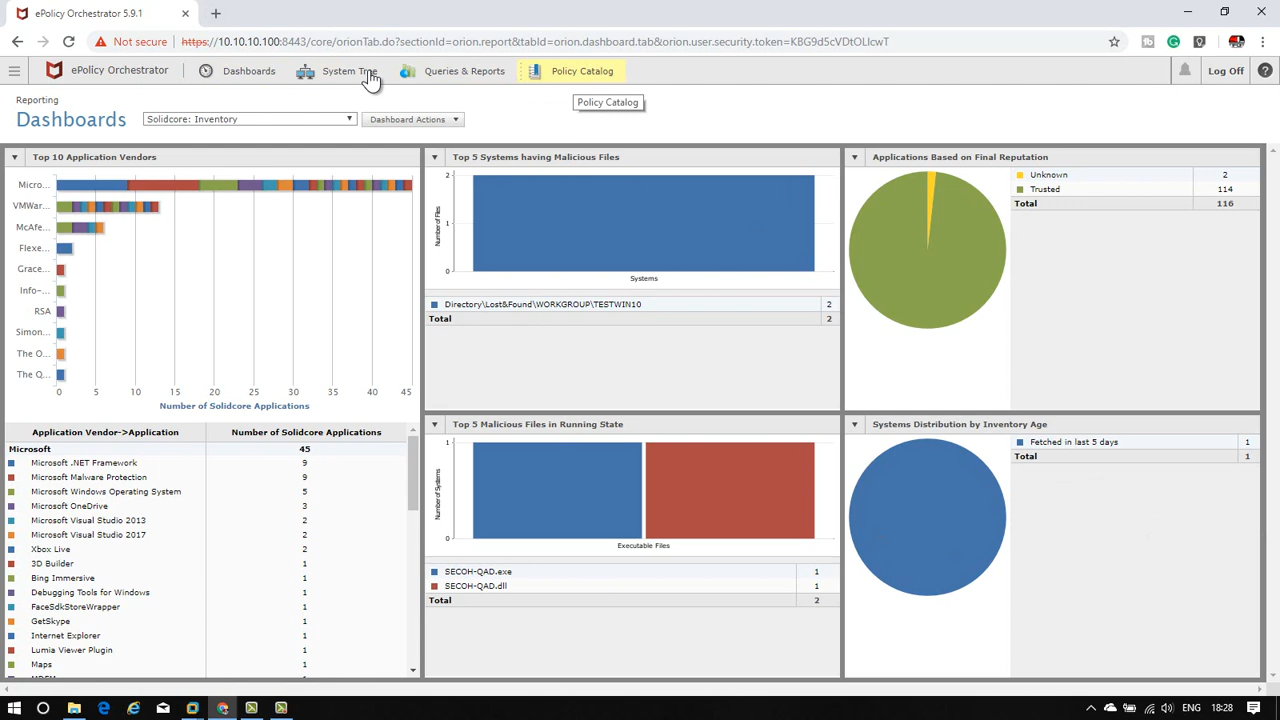 ePolicy Orchestrator 5.9.1
Not secure
https://10.10.10.100:8443/core/orionTab.do?sectionId=orion.report&tabId=orion.dashboard.tab&orion.user.security.token=KBG9d5cVDtOLIcwT
ePolicy Orchestrator
Dashboards
System Tree
Queries & Reports
Policy Catalog
Log Off
Policy Catalog
Reporting
Dashboards
Solidcore: Inventory
Dashboard Actions
Top 10 Application Vendors
Micro...
VMWar...
McAfe...
Flexe...
Grace...
Info-...
RSA
Simon...
The O...
The Q...
0 5 10 15 20 25 30 35 40 45
Number of Solidcore Applications
Application Vendor->Application Number of Solidcore Applications
Microsoft 45
Microsoft .NET Framework 9
Microsoft Malware Protection 9
Microsoft Windows Operating System 5
Microsoft OneDrive 3
Microsoft Visual Studio 2013 2
Microsoft Visual Studio 2017 2
Xbox Live 2
3D Builder 1
Bing Immersive 1
Debugging Tools for Windows 1
FaceSdkStoreWrapper 1
GetSkype 1
Internet Explorer 1
Lumia Viewer Plugin 1
Maps 1
Top 5 Systems having Malicious Files
Number of Files
2
1
0
Systems
Directory\Lost&Found\WORKGROUP\TESTWIN10 2
Total 2
Top 5 Malicious Files in Running State
Number of Systems
1
0
Executable Files
SECOH-QAD.exe 1
SECOH-QAD.dll 1
Total 2
Applications Based on Final Reputation
Unknown 2
Trusted 114
Total 116
Systems Distribution by Inventory Age
Fetched in last 5 days 1
Total 1
ENG
18:28